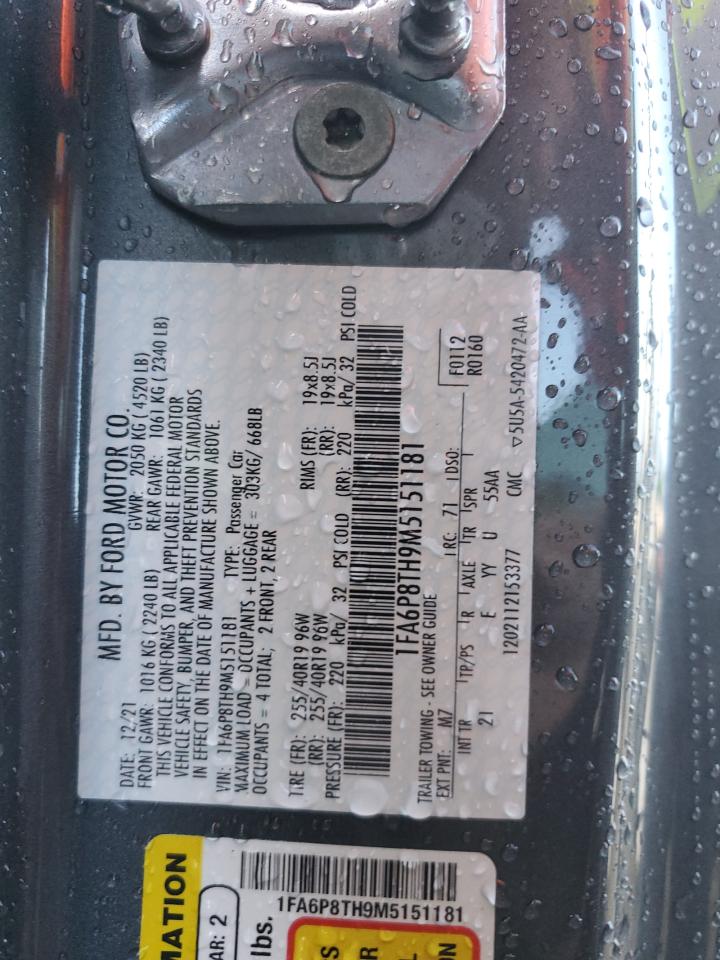 MFD. BY FORD MOTOR CO.
DATE: 12/21 GVWR: 2050 KG ( 4520 LB)
FRONT GAWR: 1016 KG ( 2240 LB) REAR GAWR: 1061 KG ( 2340 LB)
THIS VEHICLE CONFORMS TO ALL APPLICABLE FEDERAL MOTOR
VEHICLE SAFETY, BUMPER, AND THEFT PREVENTION STANDARDS
IN EFFECT ON THE DATE OF MANUFACTURE SHOWN ABOVE.
VIN: 1FA6P8TH9M5151181 TYPE: Passenger Car
MAXIMUM LOAD = OCCUPANTS + LUGGAGE = 303KG/ 668LB
OCCUPANTS = 4 TOTAL; 2 FRONT, 2 REAR
TIRE (FR): 255/40R19 96W RIMS (FR): 19x8.5J
(RR): 255/40R19 96W (RR): 19x8.5J
PRESSURE (FR): 220 kPa/ 32 PSI COLD (RR): 220 kPa/ 32 PSI COLD
1FA6P8TH9M5151181
TRAILER TOWING - SEE OWNER GUIDE
EXT PNT: M7 RC: 71 DSO: F0112
R0160
INT TR TP/PS R AXLE TR SPR
21 E YY U 55AA
1202112153377 CMC ▽5U5A-5420472-AA
MATION
AR: 2
lbs.
1FA6P8TH9M5151181
S
R
L
ON